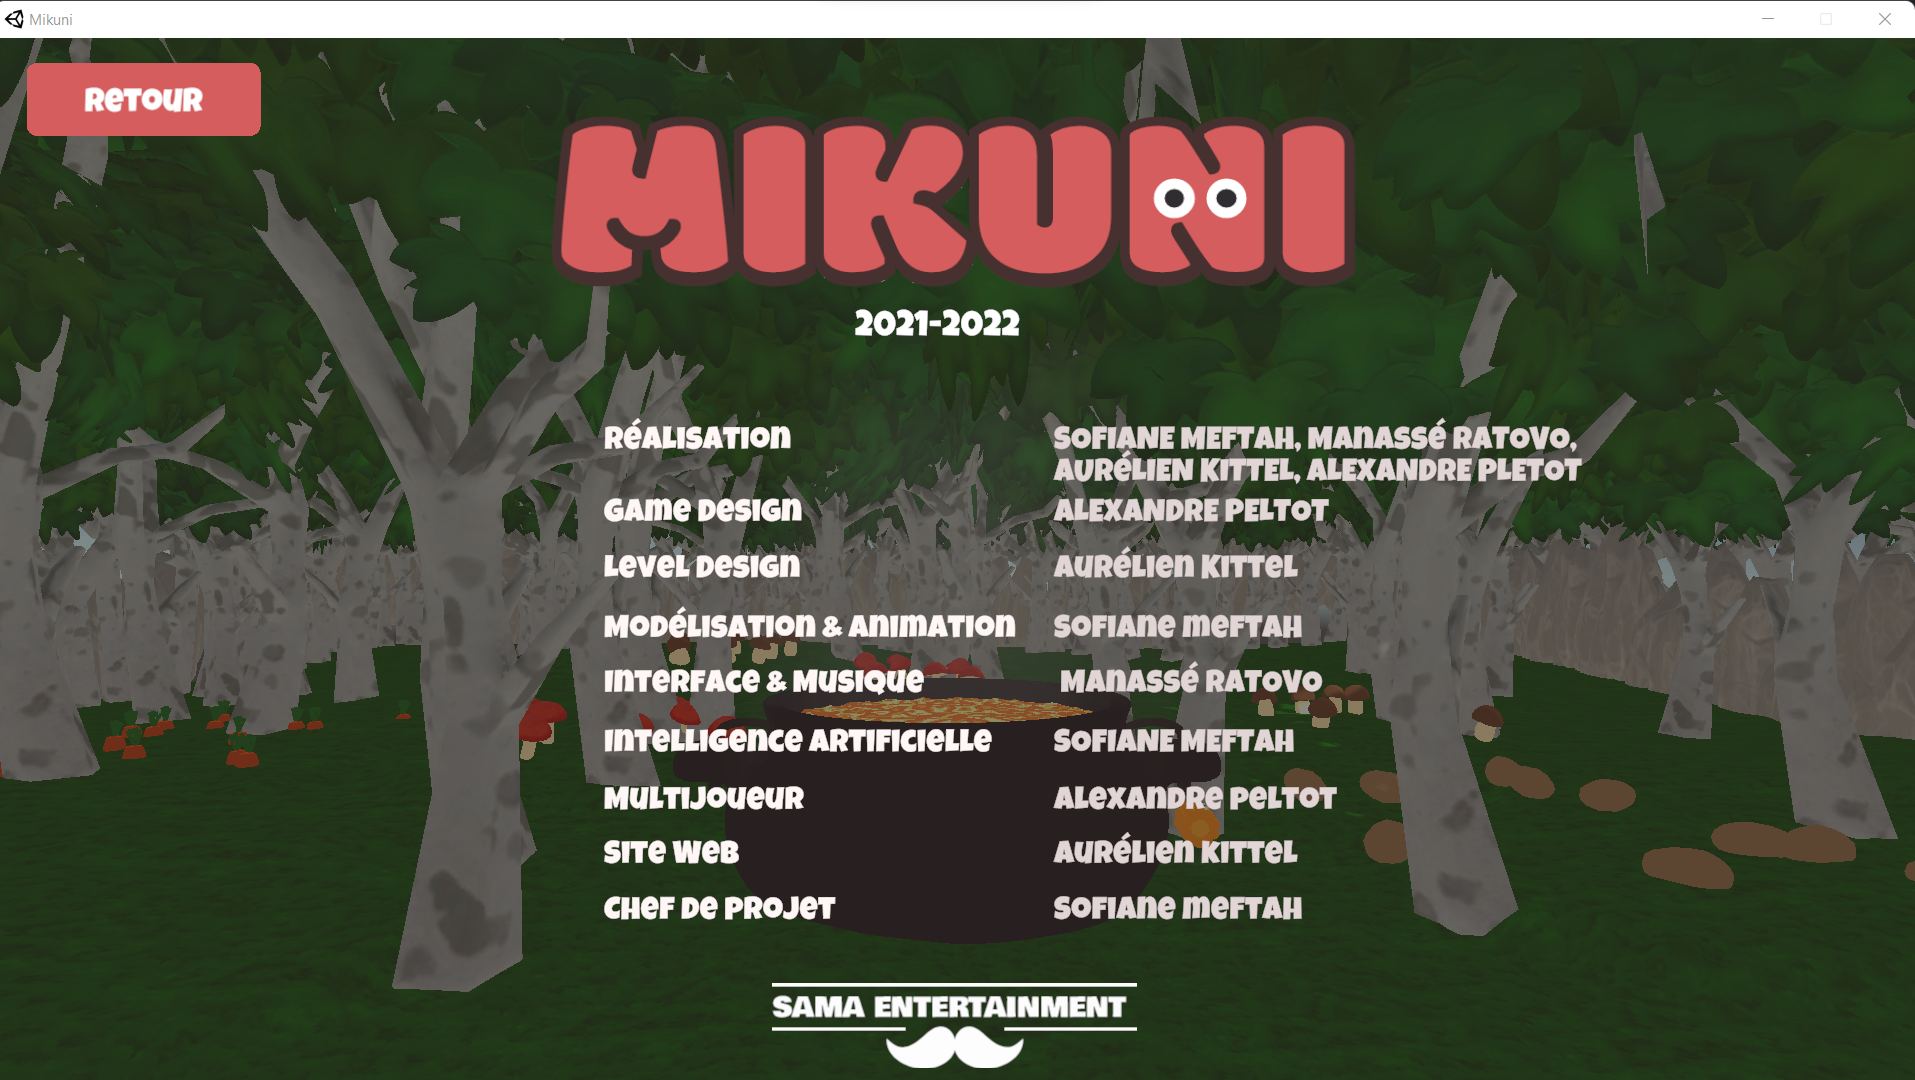 Mikuni
RETOUR
MIKUNI
2021-2022
RéALISATION
SOFIANE MEFTAH, MANASSé RATOVO,
AURéLIEN KITTEL, ALEXANDRE PLETOT
GAMe DESIGN
ALEXANDRE PELTOT
LeVeL DESIGN
AURéLIEN KITTEL
MODéLISATION & ANIMATION
SOFIANE MEFTAH
INTERFACE & MUSIQUE
MANASSé RATOVO
INTELLIGENCE ARTIFICIELLE
SOFIANE MEFTAH
MULTIJOUEUR
ALEXANDRE PELTOT
SITE WEB
AURéLIEN KITTEL
CHEF DE PROJET
SOFIANE MEFTAH
SAMA ENTERTAINMENT